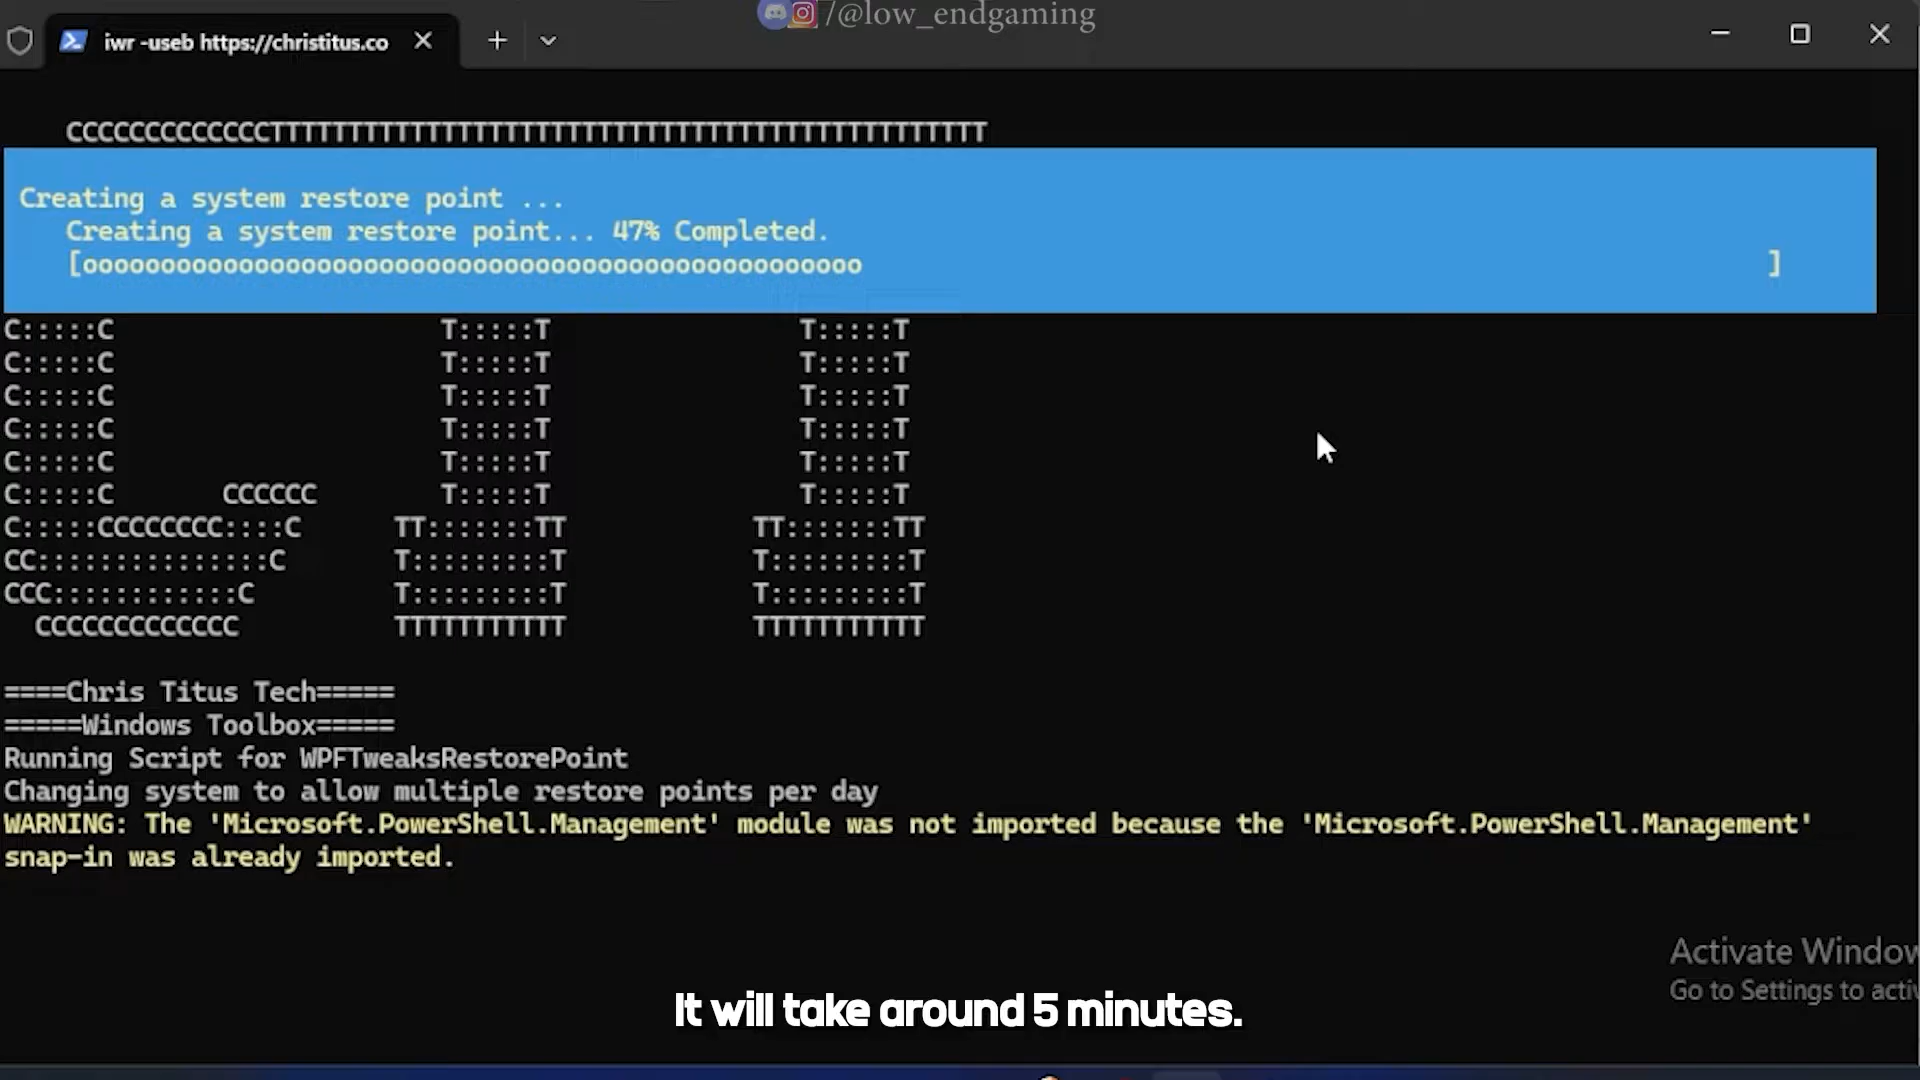 /@low_endgaming
iwr -useb https://christitus.co
CCCCCCCCCCCCCTTTTTTTTTTTTTTTTTTTTTTTTTTTTTTTTTTTTTTTTTTTTTT
Creating a system restore point ...
Creating a system restore point... 47% Completed.
[oooooooooooooooooooooooooooooooooooooooooooooooooo ]
C:::::C T:::::T T:::::T
C:::::C T:::::T T:::::T
C:::::C T:::::T T:::::T
C:::::C T:::::T T:::::T
C:::::C T:::::T T:::::T
C:::::C CCCCCC T:::::T T:::::T
C:::::CCCCCCCC::::C TT:::::::TT TT:::::::TT
CC:::::::::::::::C T:::::::::T T:::::::::T
CCC::::::::::::C T:::::::::T T:::::::::T
CCCCCCCCCCCCC TTTTTTTTTTT TTTTTTTTTTT
====Chris Titus Tech=====
=====Windows Toolbox=====
Running Script for WPFTweaksRestorePoint
Changing system to allow multiple restore points per day
WARNING: The 'Microsoft.PowerShell.Management' module was not imported because the 'Microsoft.PowerShell.Management'
snap-in was already imported.
Activate Window
Go to Settings to activ
It will take around 5 minutes.